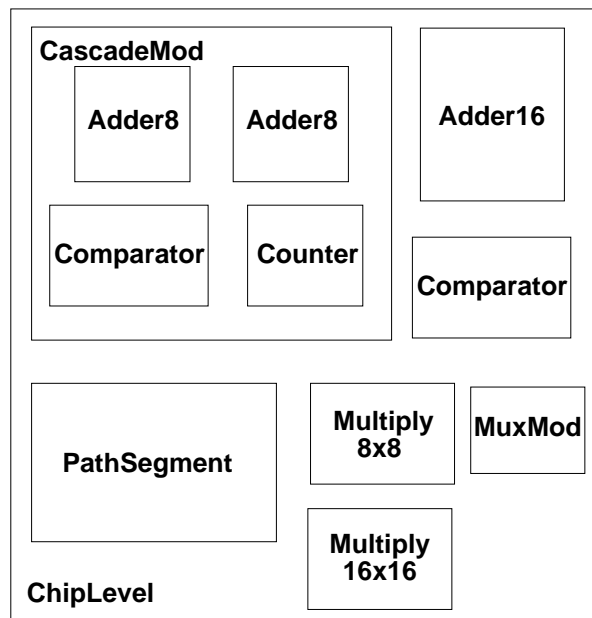 CascadeMod
Adder8
Adder8
Adder16
Comparator
Counter
Comparator
PathSegment
Multiply
8x8
MuxMod
Multiply
16x16
ChipLevel